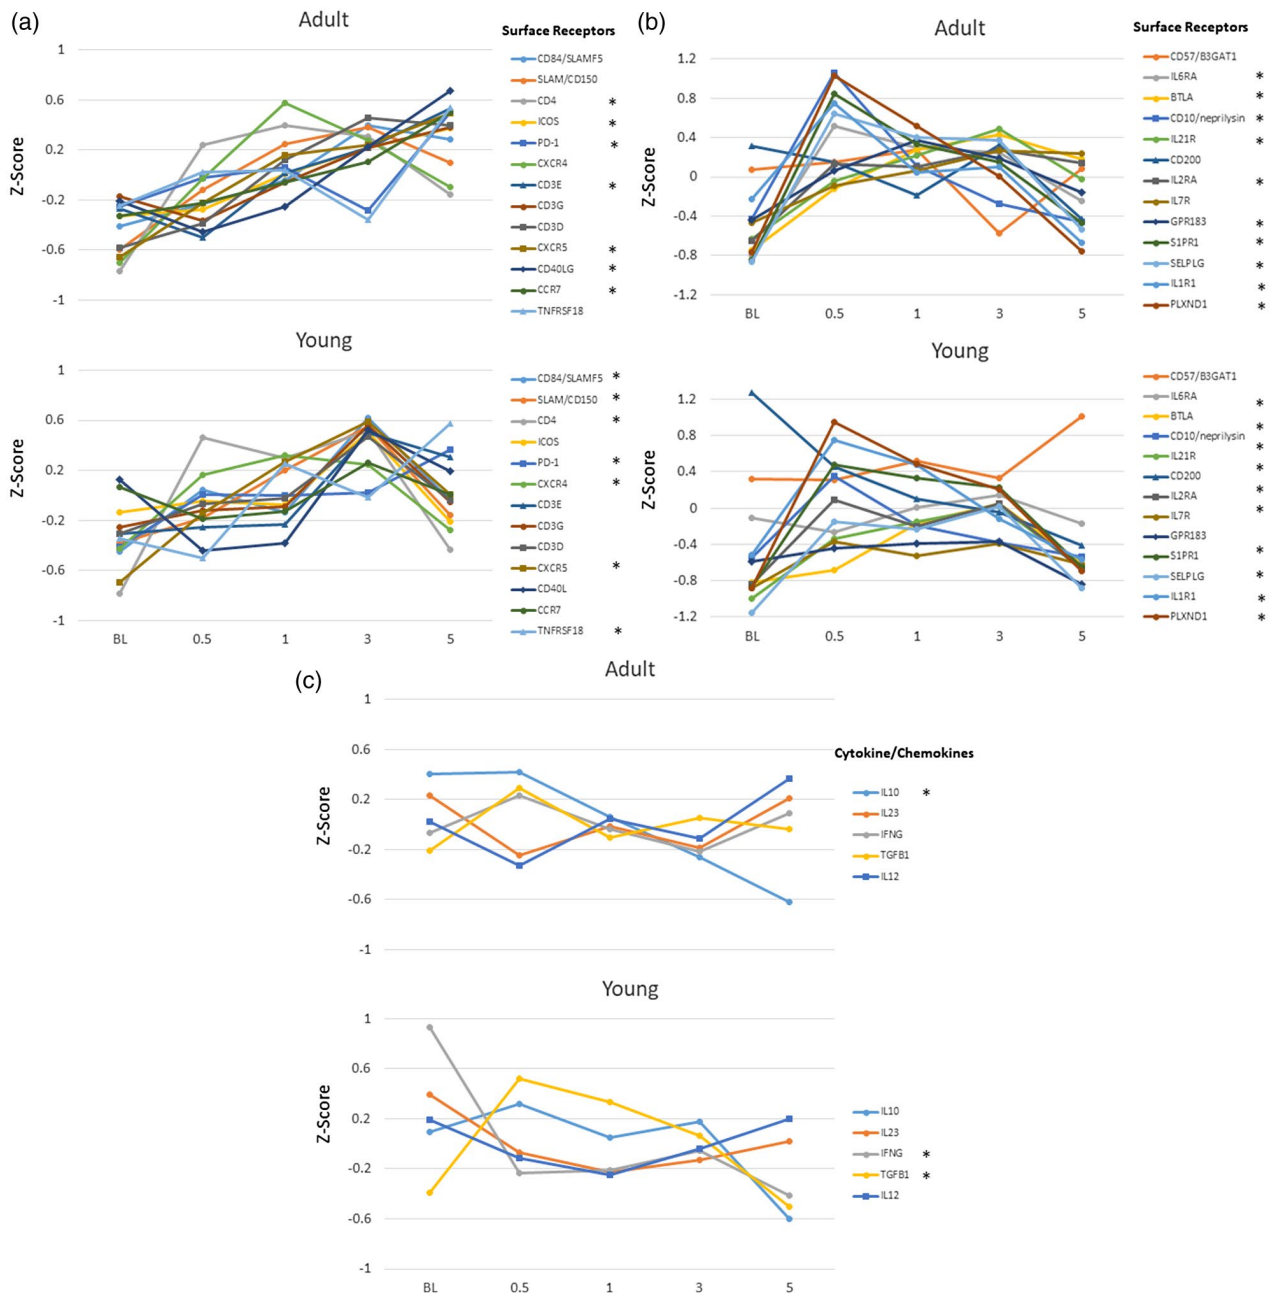 (a)
Adult
Z-Score
1
0.6
0.2
-0.2
-0.6
-1
Surface Receptors
CD84/SLAMF5
SLAM/CD150
CD4 *
ICOS *
PD-1 *
CXCR4
CD3E *
CD3G
CD3D
CXCR5 *
CD40LG *
CCR7 *
TNFRSF18
Young
Z-Score
1
0.6
0.2
-0.2
-0.6
-1
BL 0.5 1 3 5
CD84/SLAMF5 *
SLAM/CD150 *
CD4 *
ICOS
PD-1 *
CXCR4 *
CD3E
CD3G
CD3D
CXCR5 *
CD40L
CCR7
TNFRSF18 *
(b)
Adult
Z-Score
1.2
0.8
0.4
0
-0.4
-0.8
-1.2
BL 0.5 1 3 5
Surface Receptors
CD57/B3GAT1
IL6RA *
BTLA *
CD10/neprilysin *
IL21R *
CD200
IL2RA *
IL7R
GPR183 *
S1PR1 *
SELPLG *
IL1R1 *
PLXND1 *
Young
Z-Score
1.2
0.8
0.4
0
-0.4
-0.8
-1.2
BL 0.5 1 3 5
CD57/B3GAT1
IL6RA *
BTLA *
CD10/neprilysin *
IL21R *
CD200 *
IL2RA *
IL7R
GPR183
S1PR1 *
SELPLG *
IL1R1 *
PLXND1 *
(c)
Adult
Z-Score
1
0.6
0.2
-0.2
-0.6
-1
Cytokine/Chemokines
IL10 *
IL23
IFNG
TGFB1
IL12
Young
Z-Score
1
0.6
0.2
-0.2
-0.6
-1
BL 0.5 1 3 5
IL10
IL23
IFNG *
TGFB1 *
IL12